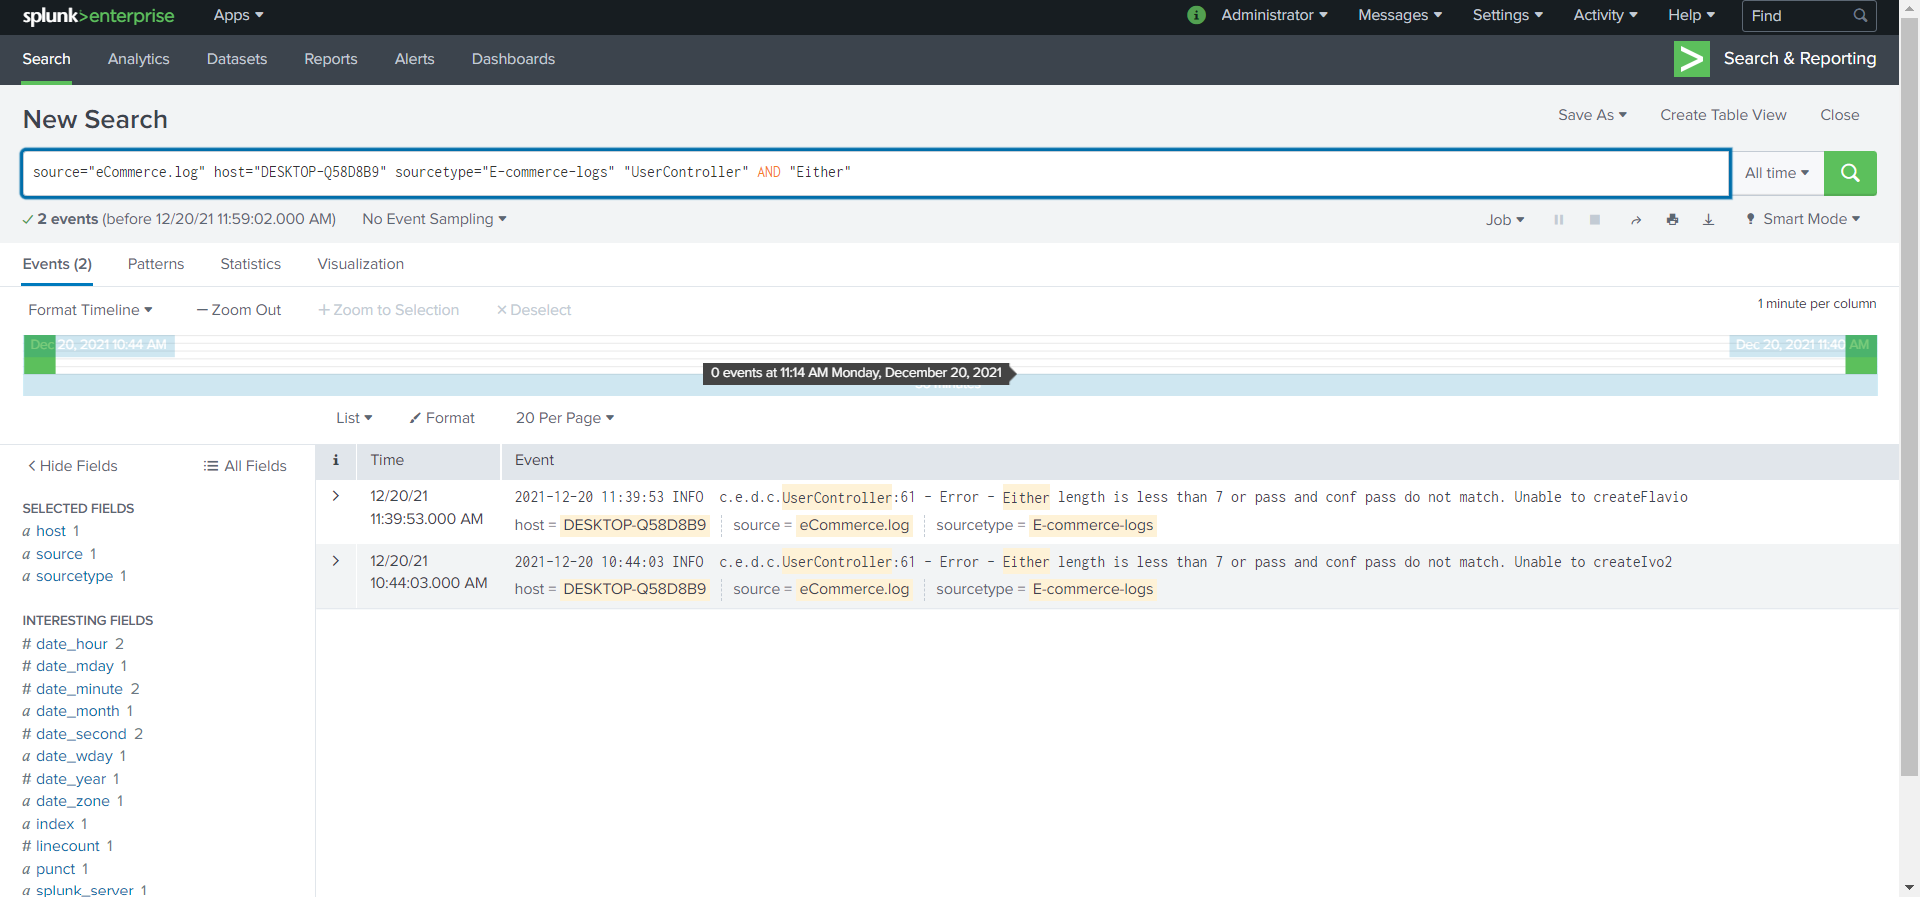 splunk>enterprise Apps Administrator Messages Settings Activity Help Find
Search Analytics Datasets Reports Alerts Dashboards Search & Reporting
New Search Save As Create Table View Close
source="eCommerce.log" host="DESKTOP-Q58D8B9" sourcetype="E-commerce-logs" "UserController" AND "Either" All time
2 events (before 12/20/21 11:59:02.000 AM) No Event Sampling Job Smart Mode
Events (2) Patterns Statistics Visualization
Format Timeline — Zoom Out + Zoom to Selection × Deselect 1 minute per column
Dec 20, 2021 10:44 AM Dec 20, 2021 11:40 AM
0 events at 11:14 AM Monday, December 20, 2021
List Format 20 Per Page
< Hide Fields All Fields i Time Event
SELECTED FIELDS
a host 1
a source 1
a sourcetype 1
INTERESTING FIELDS
# date_hour 2
# date_mday 1
# date_minute 2
a date_month 1
# date_second 2
a date_wday 1
# date_year 1
a date_zone 1
a index 1
# linecount 1
a punct 1
a splunk_server 1
> 12/20/21 2021-12-20 11:39:53 INFO c.e.d.c.UserController:61 - Error - Either length is less than 7 or pass and conf pass do not match. Unable to createFlavio
11:39:53.000 AM host = DESKTOP-Q58D8B9 source = eCommerce.log sourcetype = E-commerce-logs
> 12/20/21 2021-12-20 10:44:03 INFO c.e.d.c.UserController:61 - Error - Either length is less than 7 or pass and conf pass do not match. Unable to createIvo2
10:44:03.000 AM host = DESKTOP-Q58D8B9 source = eCommerce.log sourcetype = E-commerce-logs